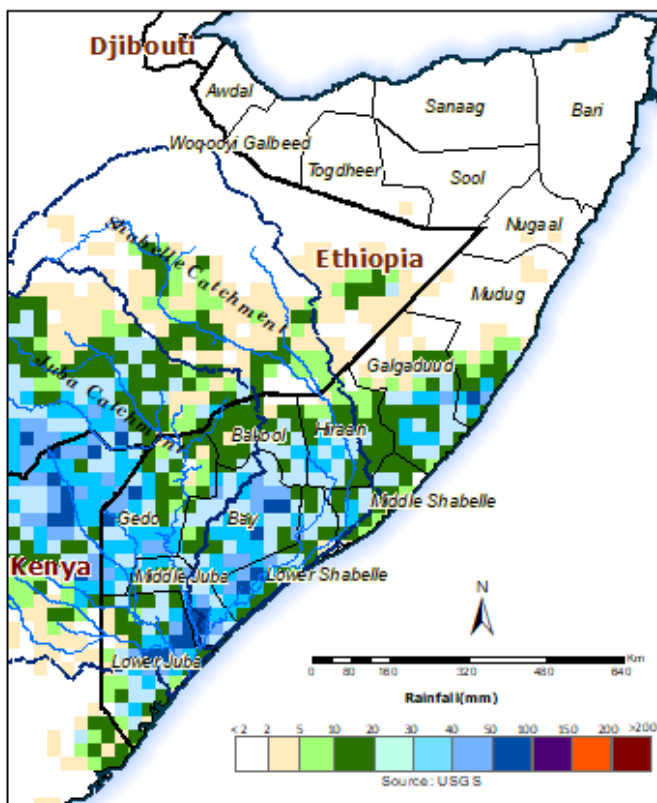 Djibouti
Awdal
Sanaag
Bari
Woqooyi Galbeed
Togdheer
Sool
Nugaal
Shabelle Catchment
Ethiopia
Mudug
Galgaduud
Juba Catchment
Bakool
Hiraan
Middle Shabelle
Gedo
Bay
Kenya
Middle Juba
Lower Shabelle
N
Lower Juba
Km
0 80 160 320 480 640
Rainfall(mm)
<2 2 5 10 20 30 40 50 100 150 200 >200
Source: USGS